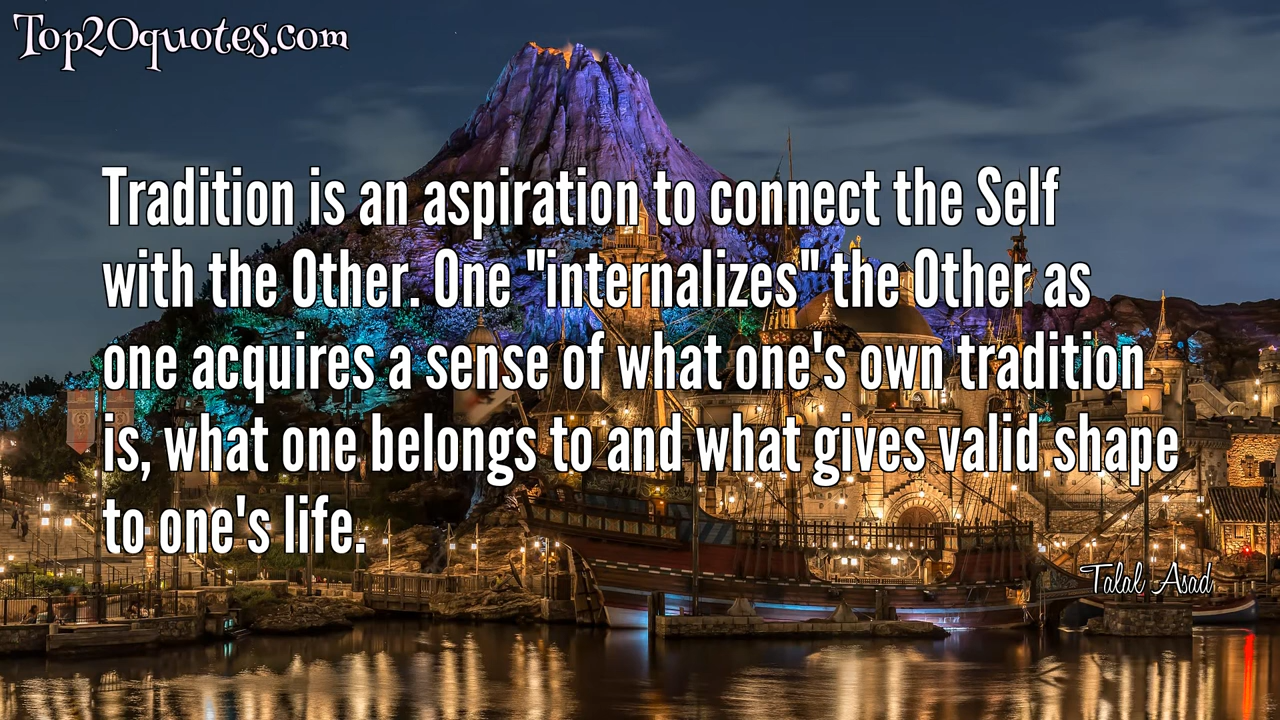 Top20quotes.com
Tradition is an aspiration to connect the Self
with the Other. One "internalizes" the Other as
one acquires a sense of what one's own tradition
is, what one belongs to and what gives valid shape
to one's life.
Talal Asad